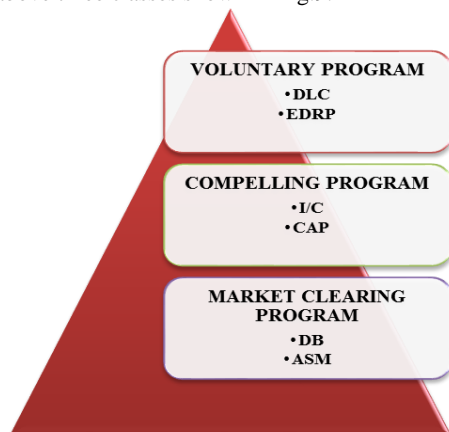 VOLUNTARY PROGRAM
•DLC
•EDRP
COMPELLING PROGRAM
•I/C
•CAP
MARKET CLEARING
PROGRAM
•DB
•ASM